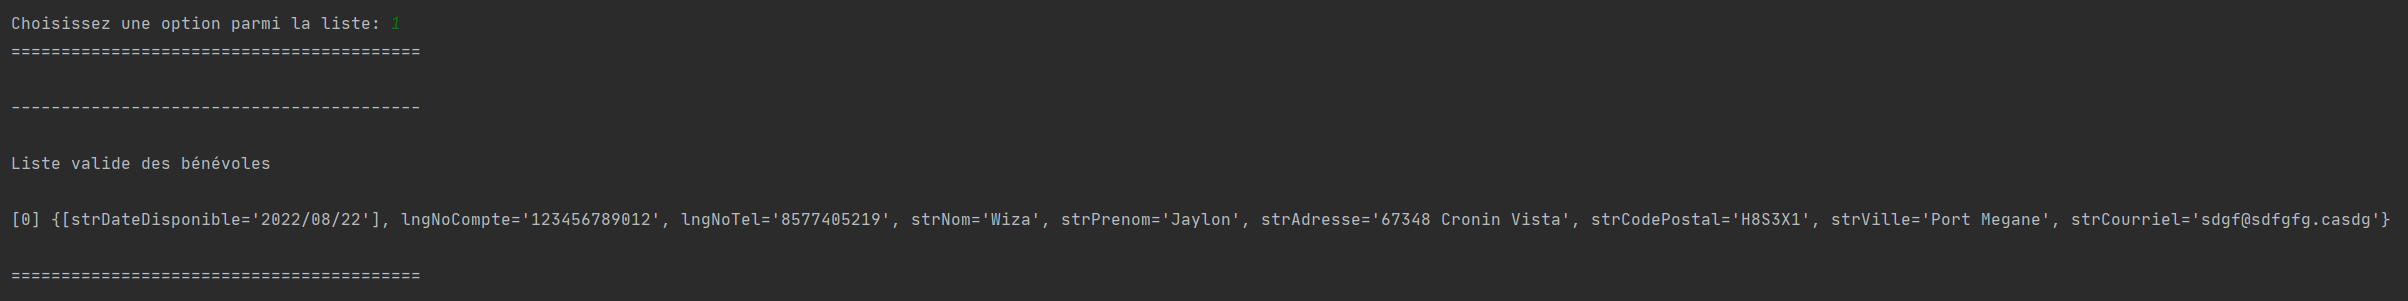 Choisissez une option parmi la liste: 1
=========================================
-----------------------------------------
Liste valide des bénévoles
[0] {[strDateDisponible='2022/08/22'], lngNoCompte='123456789012', lngNoTel='8577405219', strNom='Wiza', strPrenom='Jaylon', strAdresse='67348 Cronin Vista', strCodePostal='H8S3X1', strVille='Port Megane', strCourriel='sdgf@sdfgfg.casdg'}
=========================================